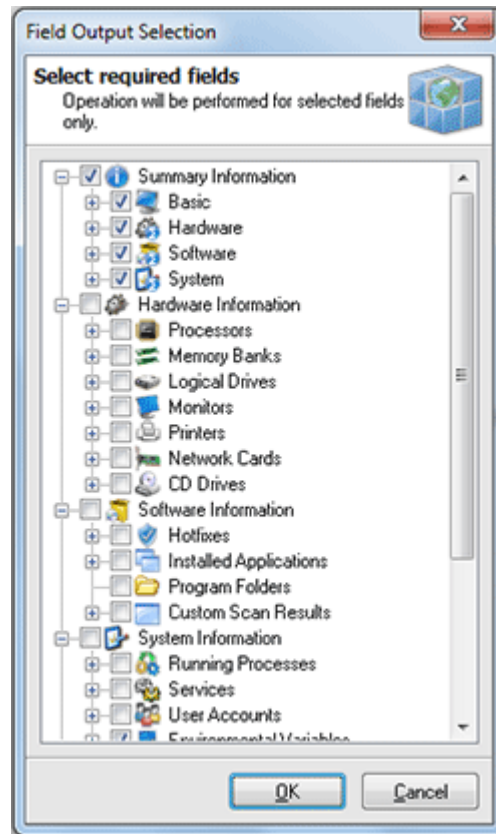 Field Output Selection
Select required fields
Operation will be performed for selected fields
only.
Summary Information
Basic
Hardware
Software
System
Hardware Information
Processors
Memory Banks
Logical Drives
Monitors
Printers
Network Cards
CD Drives
Software Information
Hotfixes
Installed Applications
Program Folders
Custom Scan Results
System Information
Running Processes
Services
User Accounts
Environmental Variables
OK
Cancel